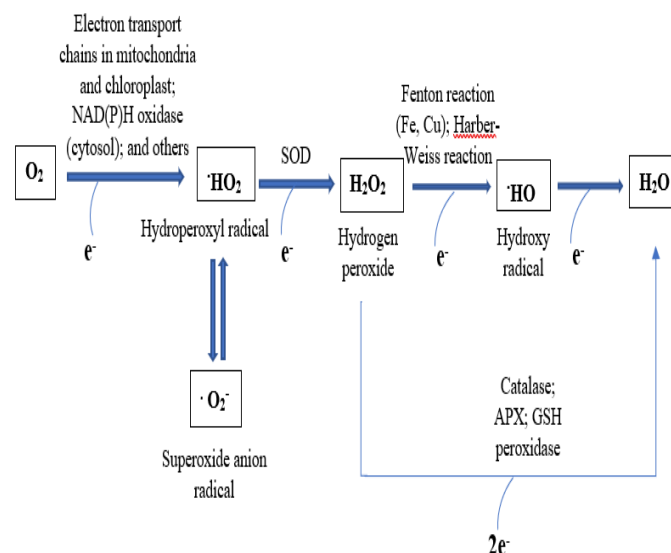 Electron transport
chains in mitochondria
and chloroplast;
NAD(P)H oxidase
(cytosol); and others
O₂
e⁻
·HO₂
Hydroperoxyl radical
SOD
e⁻
H₂O₂
Hydrogen
peroxide
Fenton reaction
(Fe, Cu); Harber-
Weiss reaction
e⁻
·HO
Hydroxy
radical
e⁻
H₂O
· O₂⁻
Superoxide anion
radical
Catalase;
APX; GSH
peroxidase
2e⁻